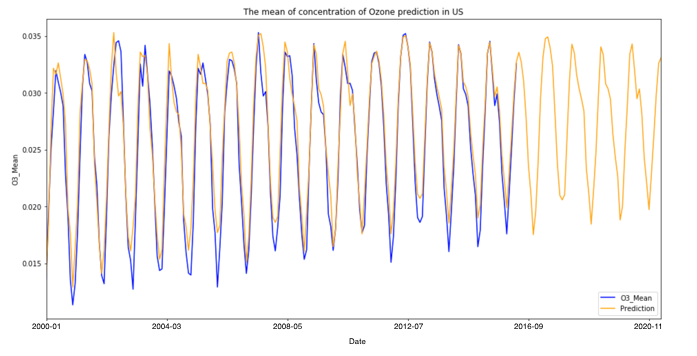 The mean of concentration of Ozone prediction in US
0.035
0.030
0.025
0.020
0.015
O3_Mean
O3_Mean
Prediction
2000-01
2004-03
2008-05
2012-07
2016-09
2020-11
Date